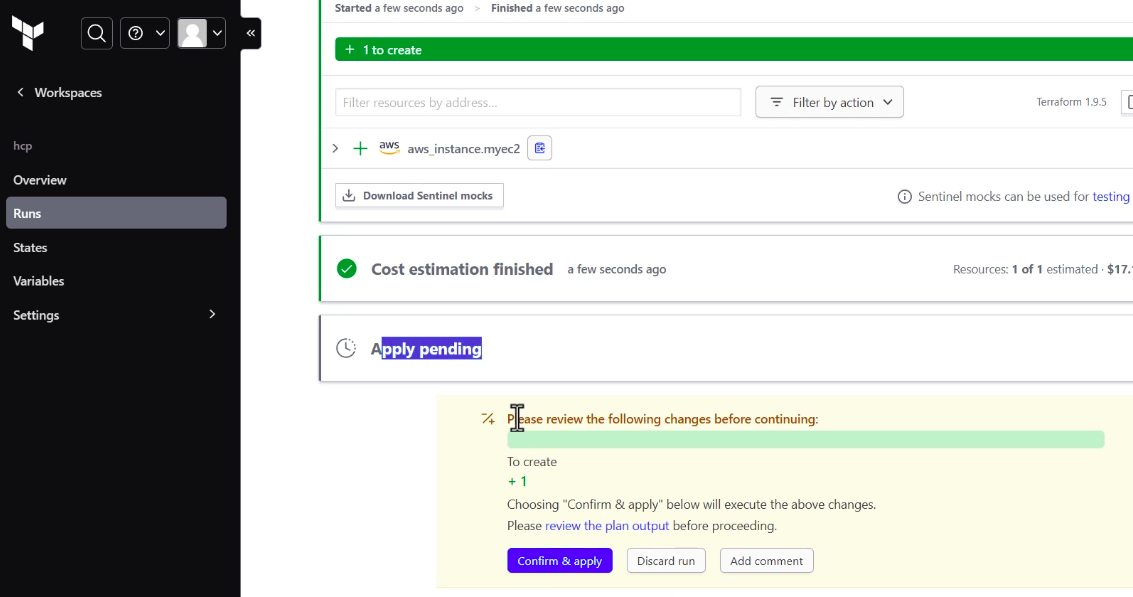 Started a few seconds ago > Finished a few seconds ago
+ 1 to create
Workspaces
Filter resources by address...
Filter by action
Terraform 1.9.5
hcp
aws aws_instance.myec2
Overview
Runs
Download Sentinel mocks
Sentinel mocks can be used for testing
States
Cost estimation finished a few seconds ago
Resources: 1 of 1 estimated · $17.
Variables
Settings
Apply pending
Please review the following changes before continuing:
To create
+ 1
Choosing "Confirm & apply" below will execute the above changes.
Please review the plan output before proceeding.
Confirm & apply
Discard run
Add comment